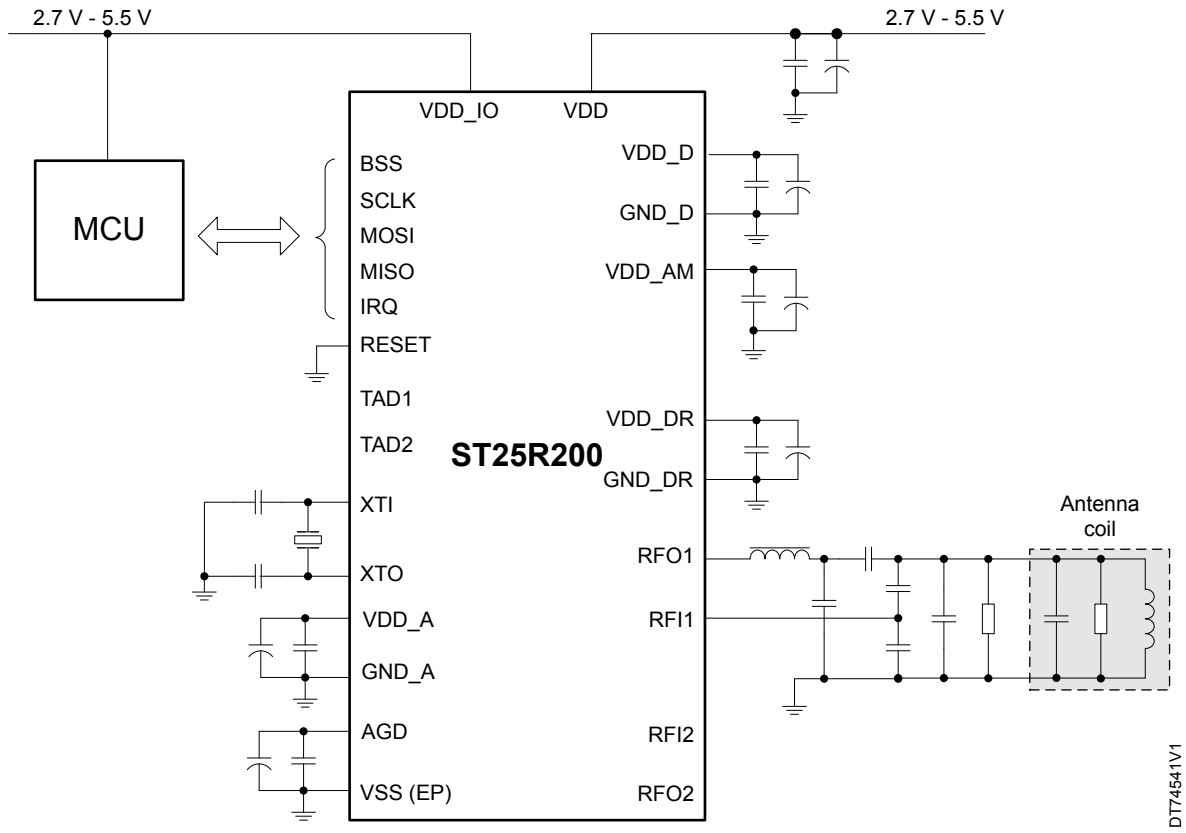 2.7 V - 5.5 V
2.7 V - 5.5 V
VDD_IO
VDD
MCU
BSS
SCLK
MOSI
MISO
IRQ
RESET
TAD1
TAD2
XTI
XTO
VDD_A
GND_A
AGD
VSS (EP)
ST25R200
VDD_D
GND_D
VDD_AM
VDD_DR
GND_DR
RFO1
RFI1
RFI2
RFO2
Antenna
coil
DT74541V1